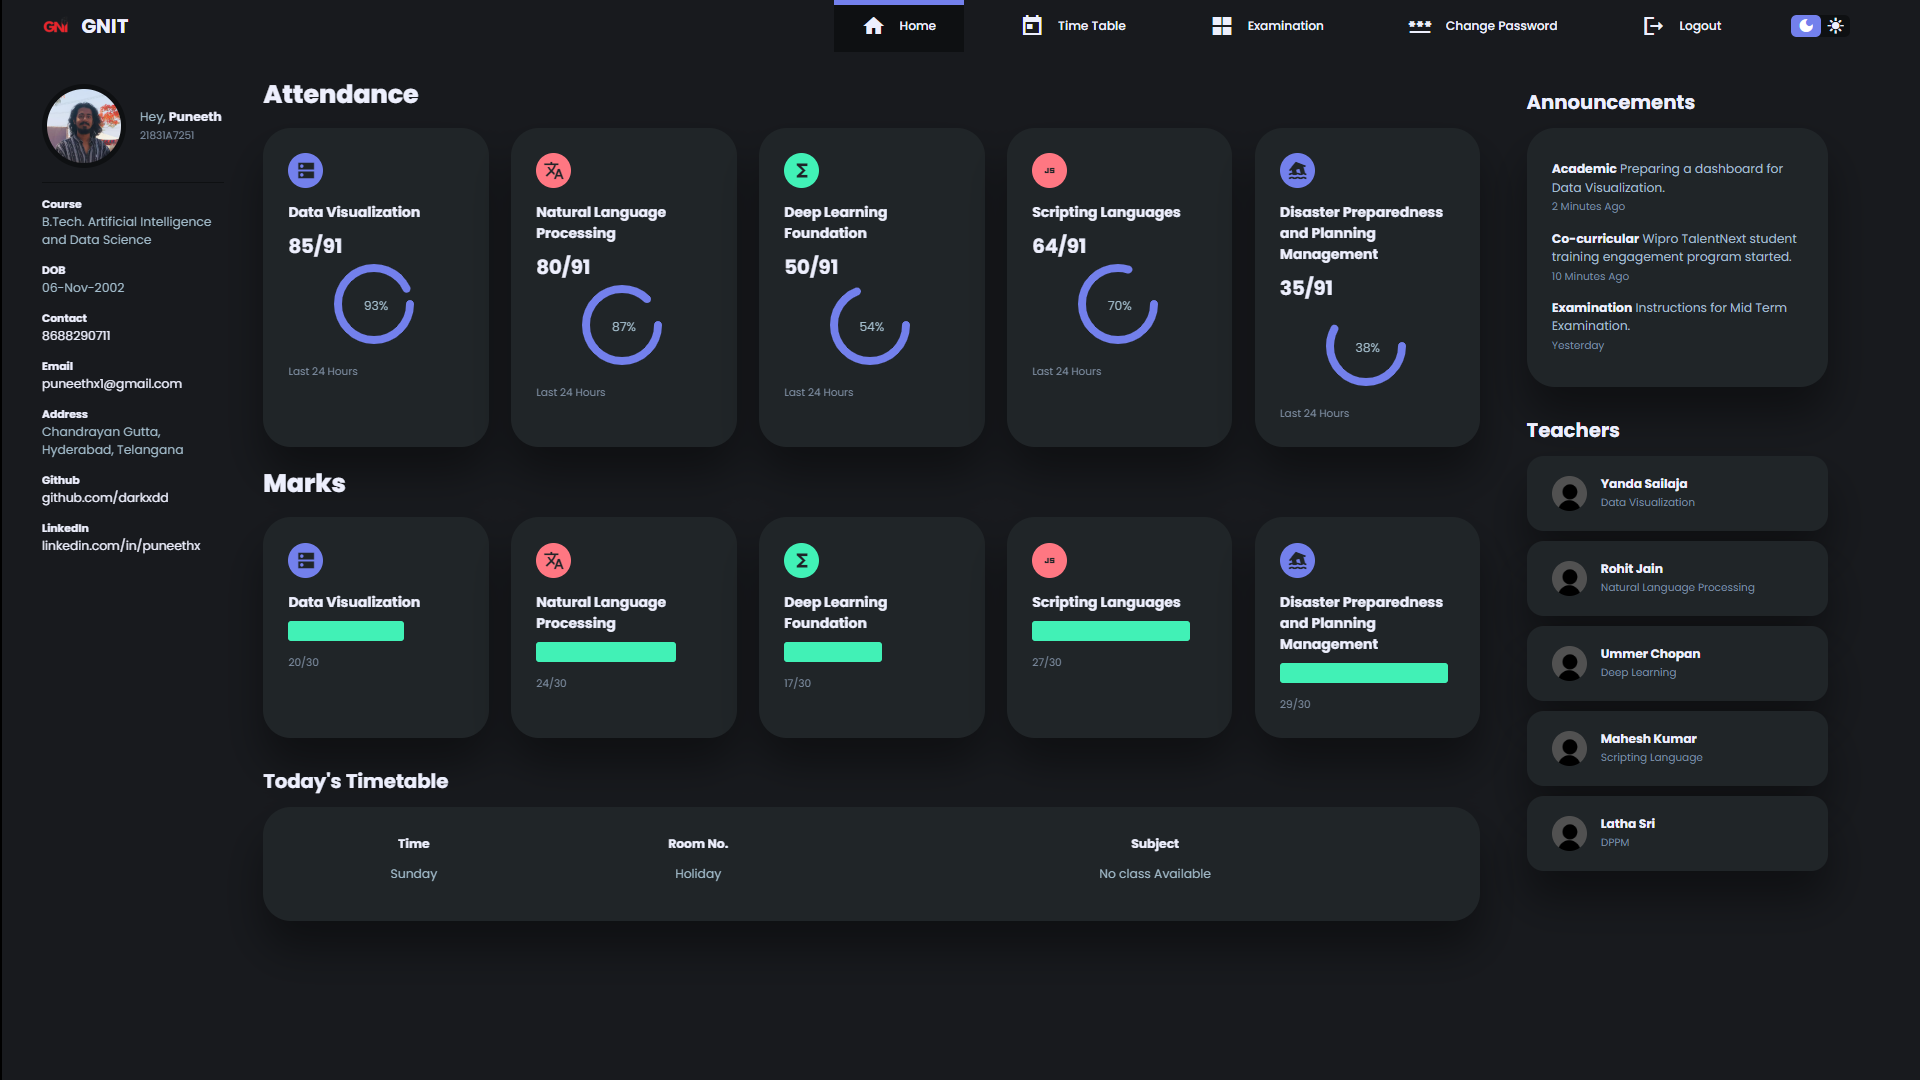 GNIT GNIT
Home
Time Table
Examination
Change Password
Logout
Hey, Puneeth
21831A7251
Course
B.Tech. Artificial Intelligence
and Data Science
DOB
06-Nov-2002
Contact
8688290711
Email
puneethx1@gmail.com
Address
Chandrayan Gutta,
Hyderabad, Telangana
Github
github.com/darkxdd
LinkedIn
linkedin.com/in/puneethx
Attendance
Data Visualization
85/91
93%
Last 24 Hours
Natural Language
Processing
80/91
87%
Last 24 Hours
Deep Learning
Foundation
50/91
54%
Last 24 Hours
JS
Scripting Languages
64/91
70%
Last 24 Hours
Disaster Preparedness
and Planning
Management
35/91
38%
Last 24 Hours
Marks
Data Visualization
20/30
Natural Language
Processing
24/30
Deep Learning
Foundation
17/30
JS
Scripting Languages
27/30
Disaster Preparedness
and Planning
Management
29/30
Today's Timetable
Time Room No. Subject
Sunday Holiday No class Available
Announcements
Academic Preparing a dashboard for
Data Visualization.
2 Minutes Ago
Co-curricular Wipro TalentNext student
training engagement program started.
10 Minutes Ago
Examination Instructions for Mid Term
Examination.
Yesterday
Teachers
Yanda Sailaja
Data Visualization
Rohit Jain
Natural Language Processing
Ummer Chopan
Deep Learning
Mahesh Kumar
Scripting Language
Latha Sri
DPPM